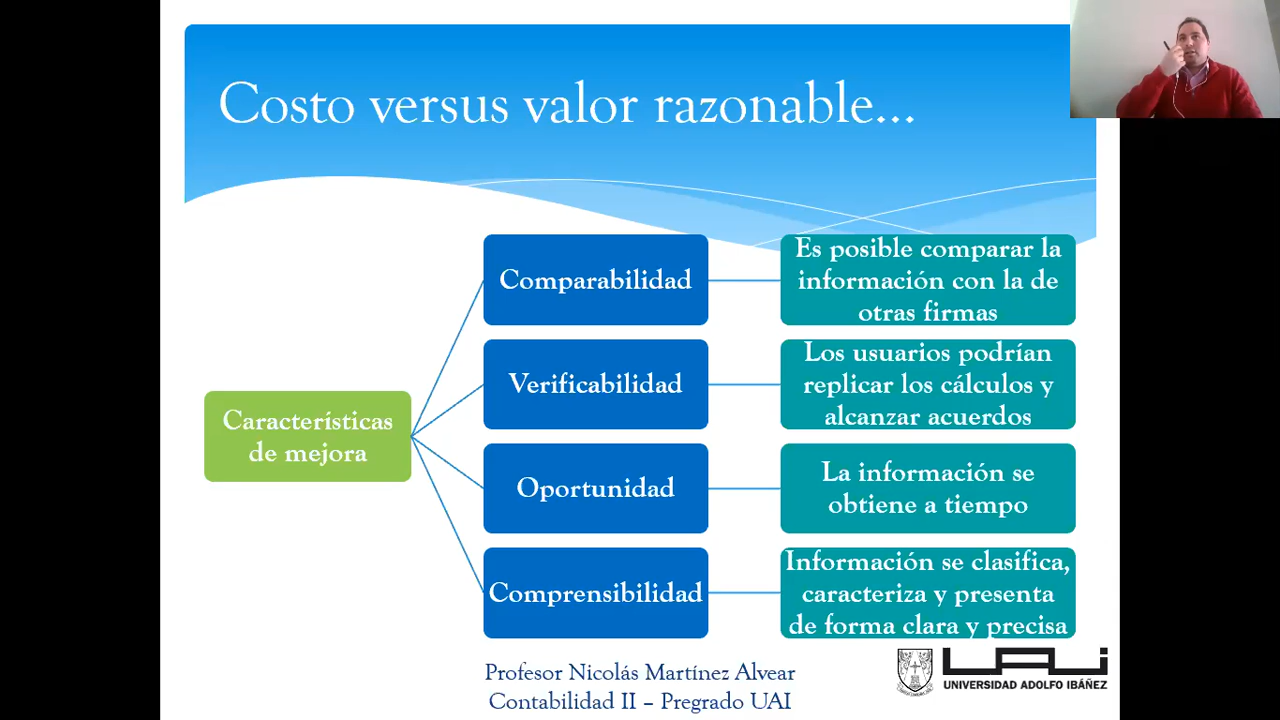 Costo versus valor razonable...
Características
de mejora
Comparabilidad
Es posible comparar la
información con la de
otras firmas
Verificabilidad
Los usuarios podrían
replicar los cálculos y
alcanzar acuerdos
Oportunidad
La información se
obtiene a tiempo
Comprensibilidad
Información se clasifica,
caracteriza y presenta
de forma clara y precisa
Profesor Nicolás Martínez Alvear
Contabilidad II – Pregrado UAI
UAI
UNIVERSIDAD ADOLFO IBÁÑEZ